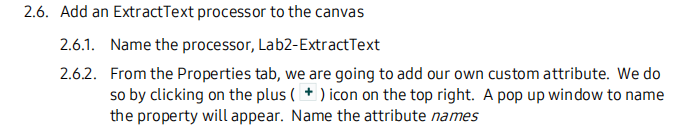 2.6. Add an ExtractText processor to the canvas
2.6.1. Name the processor, Lab2-ExtractText
2.6.2. From the Properties tab, we are going to add our own custom attribute. We do
so by clicking on the plus ( + ) icon on the top right. A pop up window to name
the property will appear. Name the attribute names